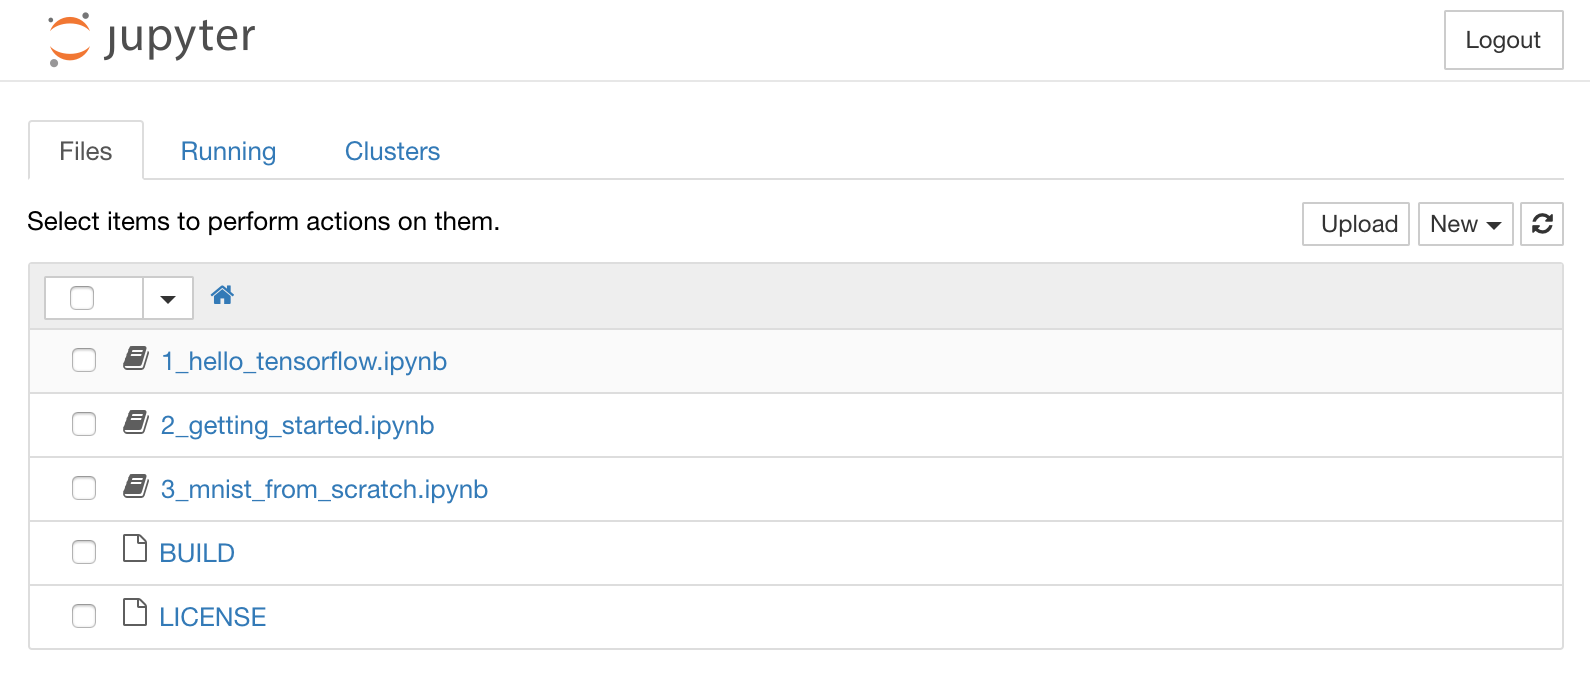 jupyter
Logout
Files Running Clusters
Select items to perform actions on them.
Upload New
1_hello_tensorflow.ipynb
2_getting_started.ipynb
3_mnist_from_scratch.ipynb
BUILD
LICENSE